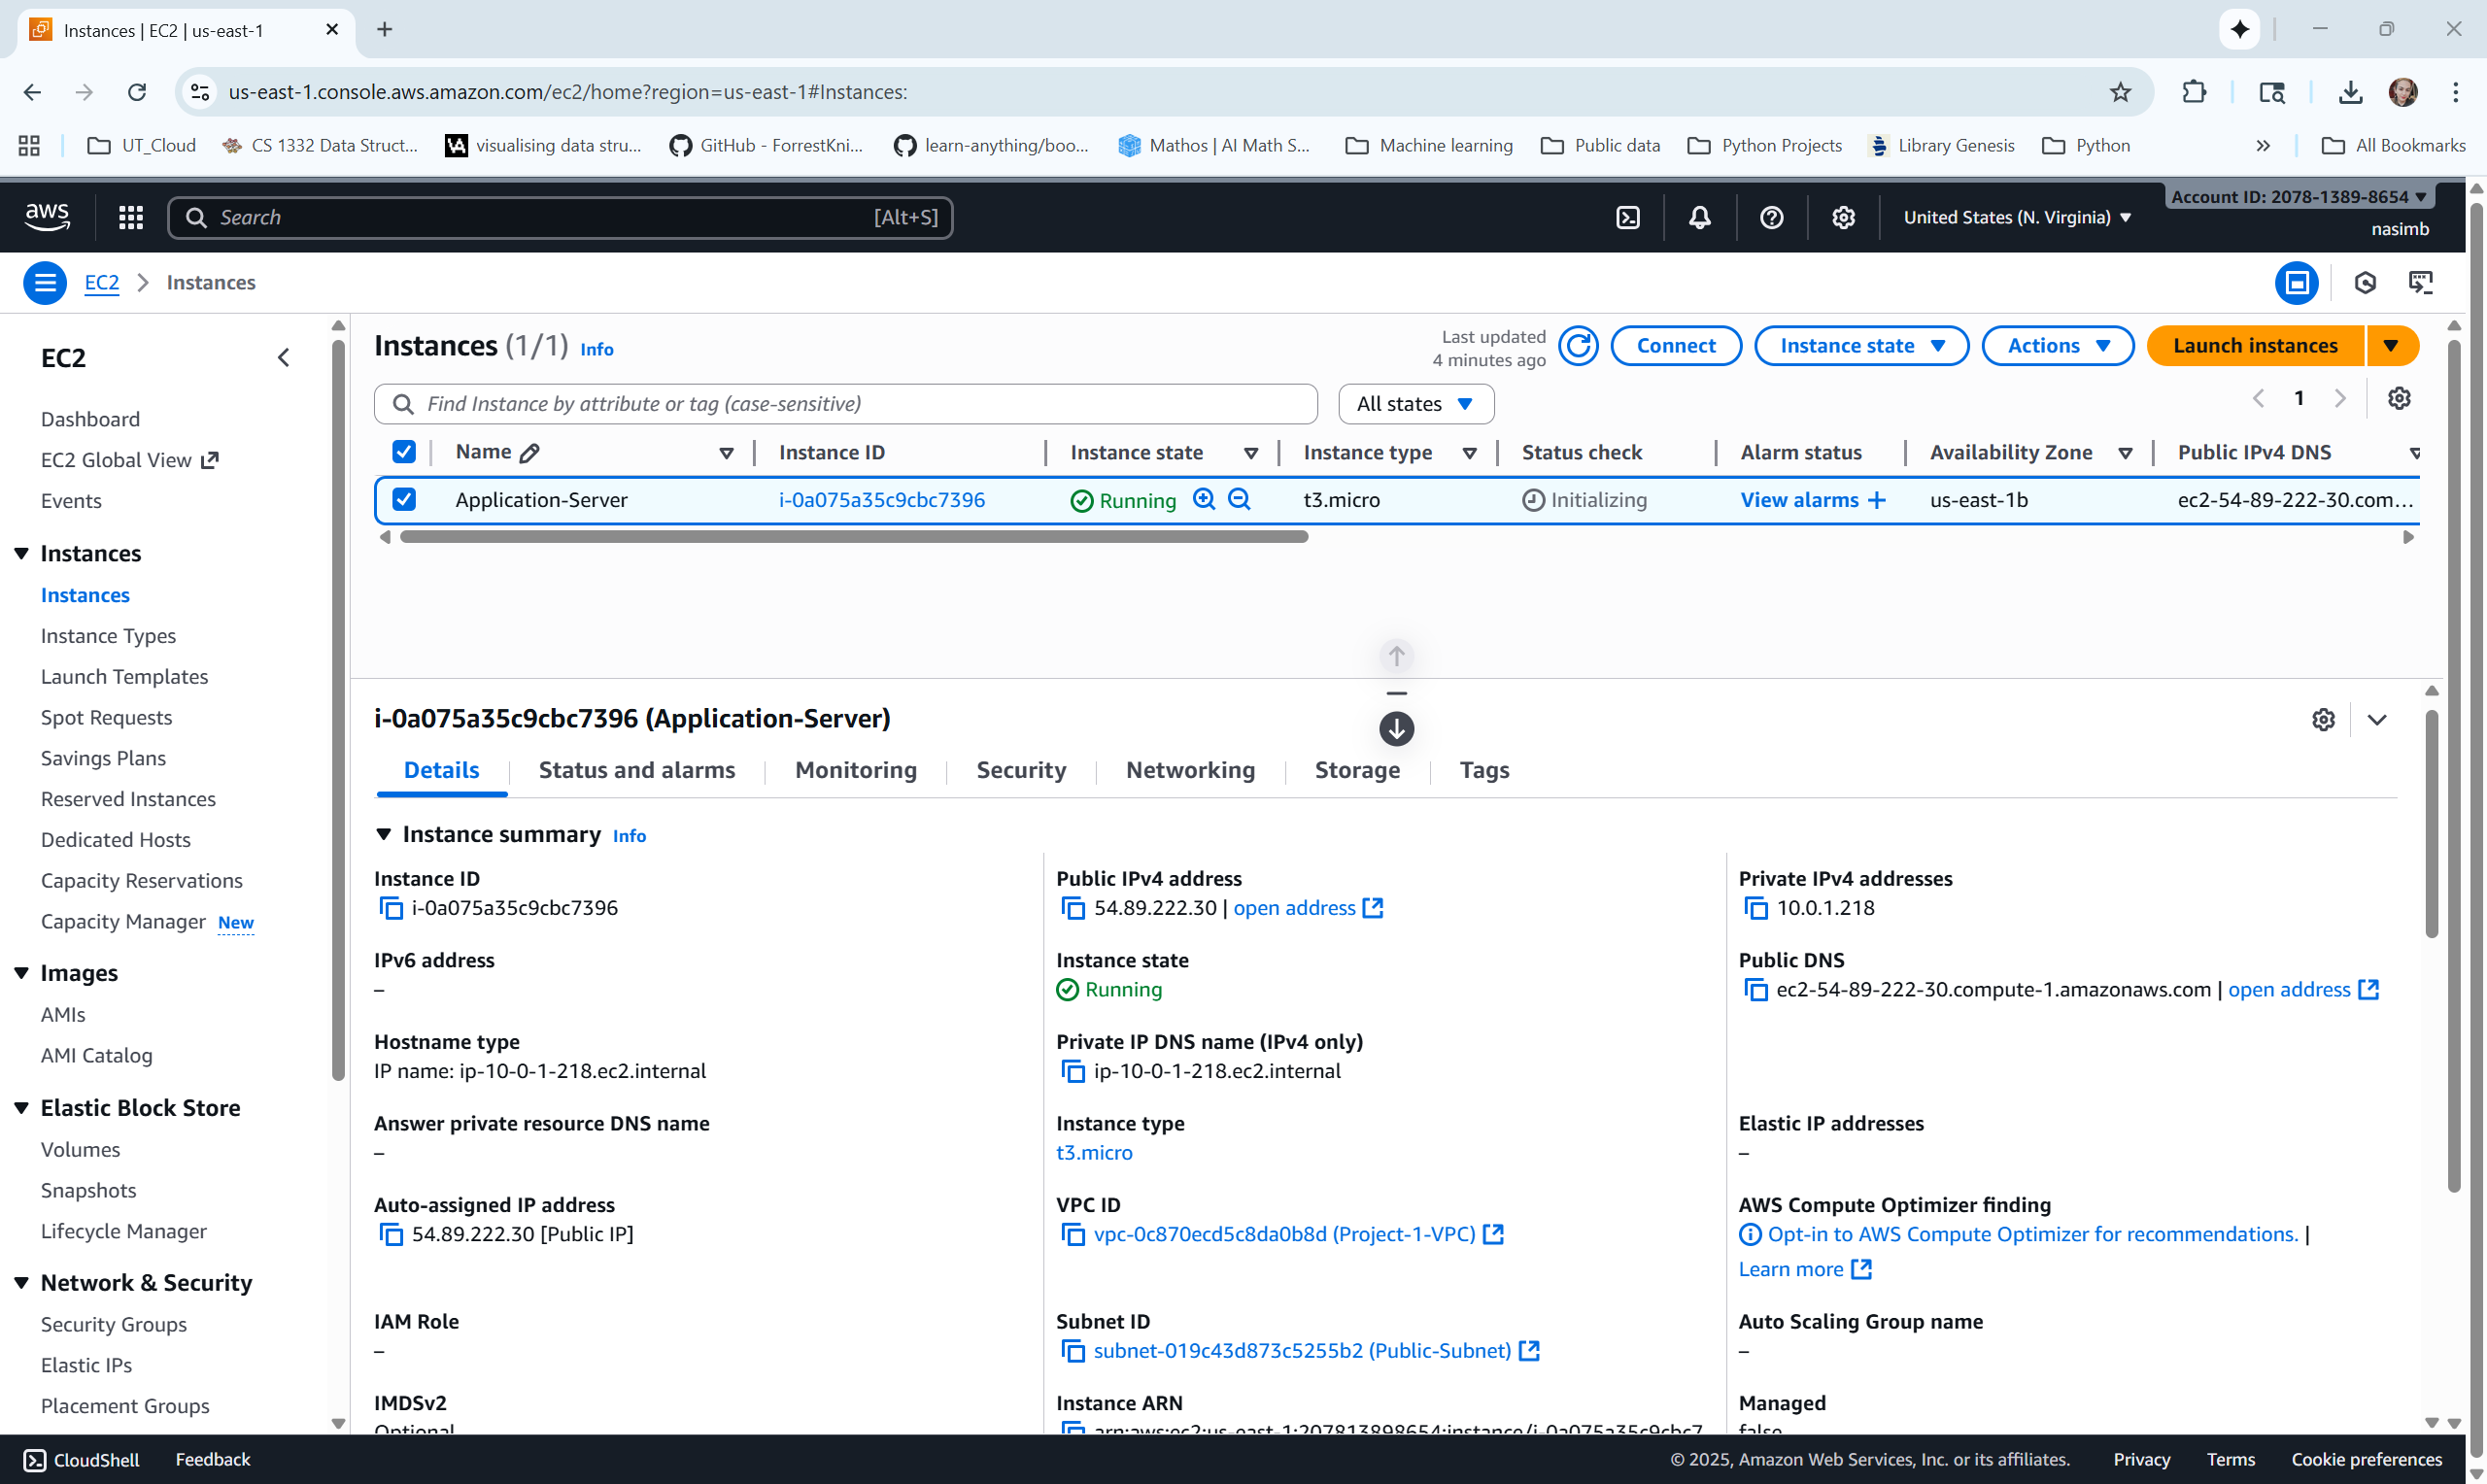 Instances | EC2 | us-east-1
us-east-1.console.aws.amazon.com/ec2/home?region=us-east-1#Instances:
UT_Cloud
CS 1332 Data Struct...
visualising data stru...
GitHub - ForrestKni...
learn-anything/boo...
Mathos | AI Math S...
Machine learning
Public data
Python Projects
Library Genesis
Python
All Bookmarks
aws
Search
[Alt+S]
United States (N. Virginia)
Account ID: 2078-1389-8654
nasimb
EC2
Instances
EC2
Dashboard
EC2 Global View
Events
Instances
Instances
Instance Types
Launch Templates
Spot Requests
Savings Plans
Reserved Instances
Dedicated Hosts
Capacity Reservations
Capacity Manager New
Images
AMIs
AMI Catalog
Elastic Block Store
Volumes
Snapshots
Lifecycle Manager
Network & Security
Security Groups
Elastic IPs
Placement Groups
Instances (1/1) Info
Last updated
4 minutes ago
Connect
Instance state
Actions
Launch instances
Find Instance by attribute or tag (case-sensitive)
All states
1
Name
Instance ID
Instance state
Instance type
Status check
Alarm status
Availability Zone
Public IPv4 DNS
Application-Server
i-0a075a35c9cbc7396
Running
t3.micro
Initializing
View alarms +
us-east-1b
ec2-54-89-222-30.com...
i-0a075a35c9cbc7396 (Application-Server)
Details
Status and alarms
Monitoring
Security
Networking
Storage
Tags
Instance summary Info
Instance ID
i-0a075a35c9cbc7396
Public IPv4 address
54.89.222.30 | open address
Private IPv4 addresses
10.0.1.218
IPv6 address
–
Instance state
Running
Public DNS
ec2-54-89-222-30.compute-1.amazonaws.com | open address
Hostname type
IP name: ip-10-0-1-218.ec2.internal
Private IP DNS name (IPv4 only)
ip-10-0-1-218.ec2.internal
Answer private resource DNS name
–
Instance type
t3.micro
Elastic IP addresses
–
Auto-assigned IP address
54.89.222.30 [Public IP]
VPC ID
vpc-0c870ecd5c8da0b8d (Project-1-VPC)
AWS Compute Optimizer finding
Opt-in to AWS Compute Optimizer for recommendations. |
Learn more
IAM Role
–
Subnet ID
subnet-019c43d873c5255b2 (Public-Subnet)
Auto Scaling Group name
–
IMDSv2
Optional
Instance ARN
arn:aws:ec2:us-east-1:207813898654:instance/i-0a075a35c9cbc7
Managed
false
CloudShell
Feedback
© 2025, Amazon Web Services, Inc. or its affiliates.
Privacy
Terms
Cookie preferences